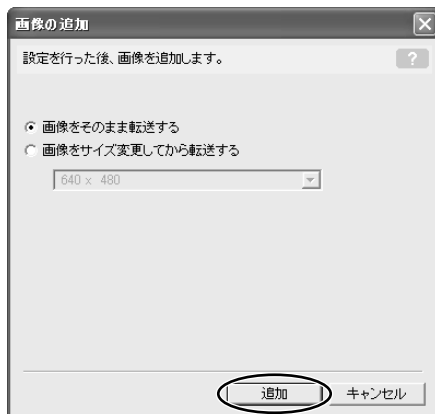 画像の追加
設定を行った後、画像を追加します。
?
画像をそのまま転送する
画像をサイズ変更してから転送する
640 x 480
追加
キャンセル